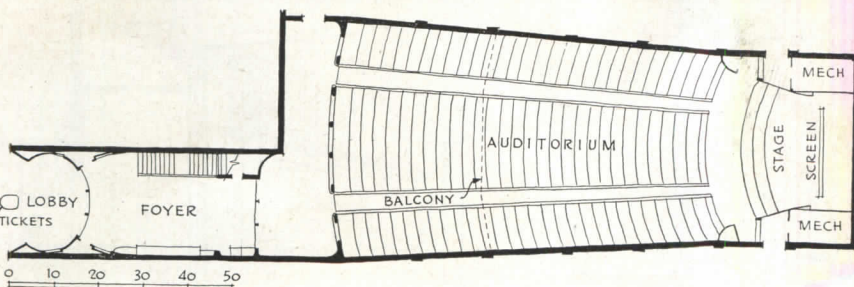 MECH
AUDITORIUM
STAGE
SCREEN
LOBBY
TICKETS
FOYER
BALCONY
MECH
0 10 20 30 40 50